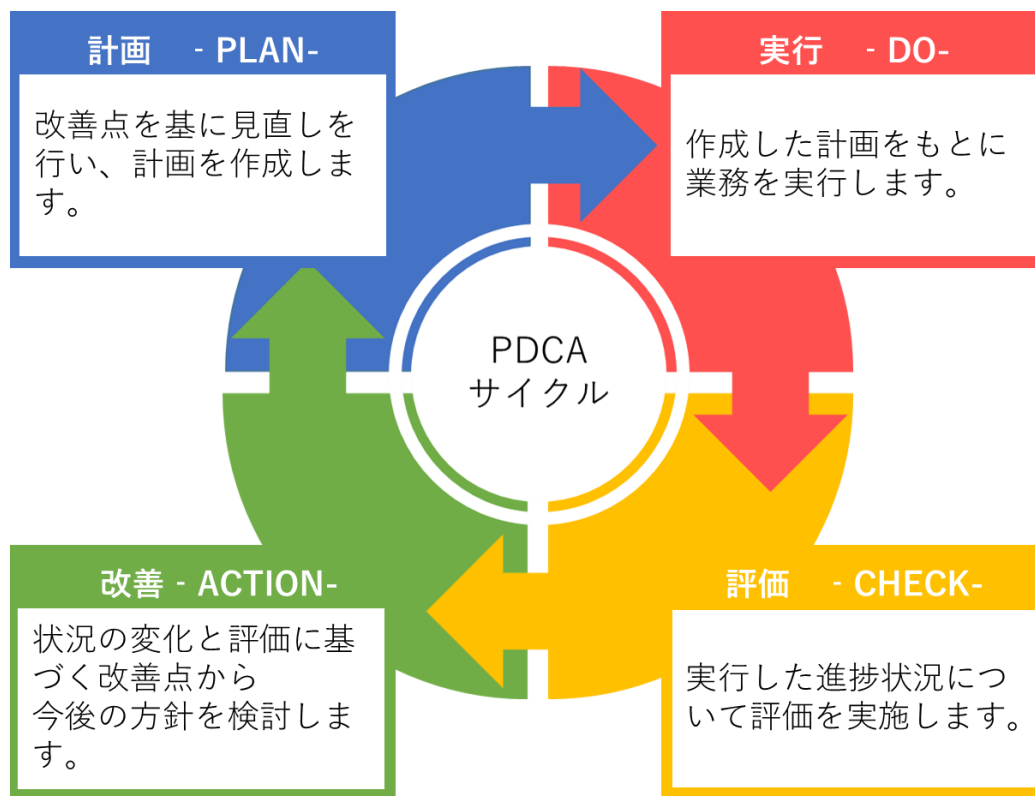 計画　- PLAN-
改善点を基に見直しを
行い、計画を作成しま
す。
実行　- DO-
作成した計画をもとに
業務を実行します。
PDCA
サイクル
改善 - ACTION-
状況の変化と評価に基
づく改善点から
今後の方針を検討しま
す。
評価　- CHECK-
実行した進捗状況につ
いて評価を実施します。